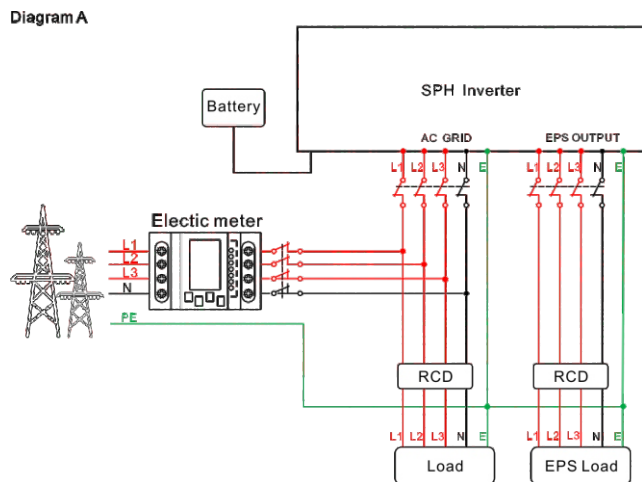 Diagram A
SPH Inverter
Battery
AC GRID
EPS OUTPUT
L1 L2 L3 N E
L1 L2 L3 N E
Electic meter
L1
L2
L3
N
PE
RCD
RCD
L1 L2 L3 N E
L1 L2 L3 N E
Load
EPS Load